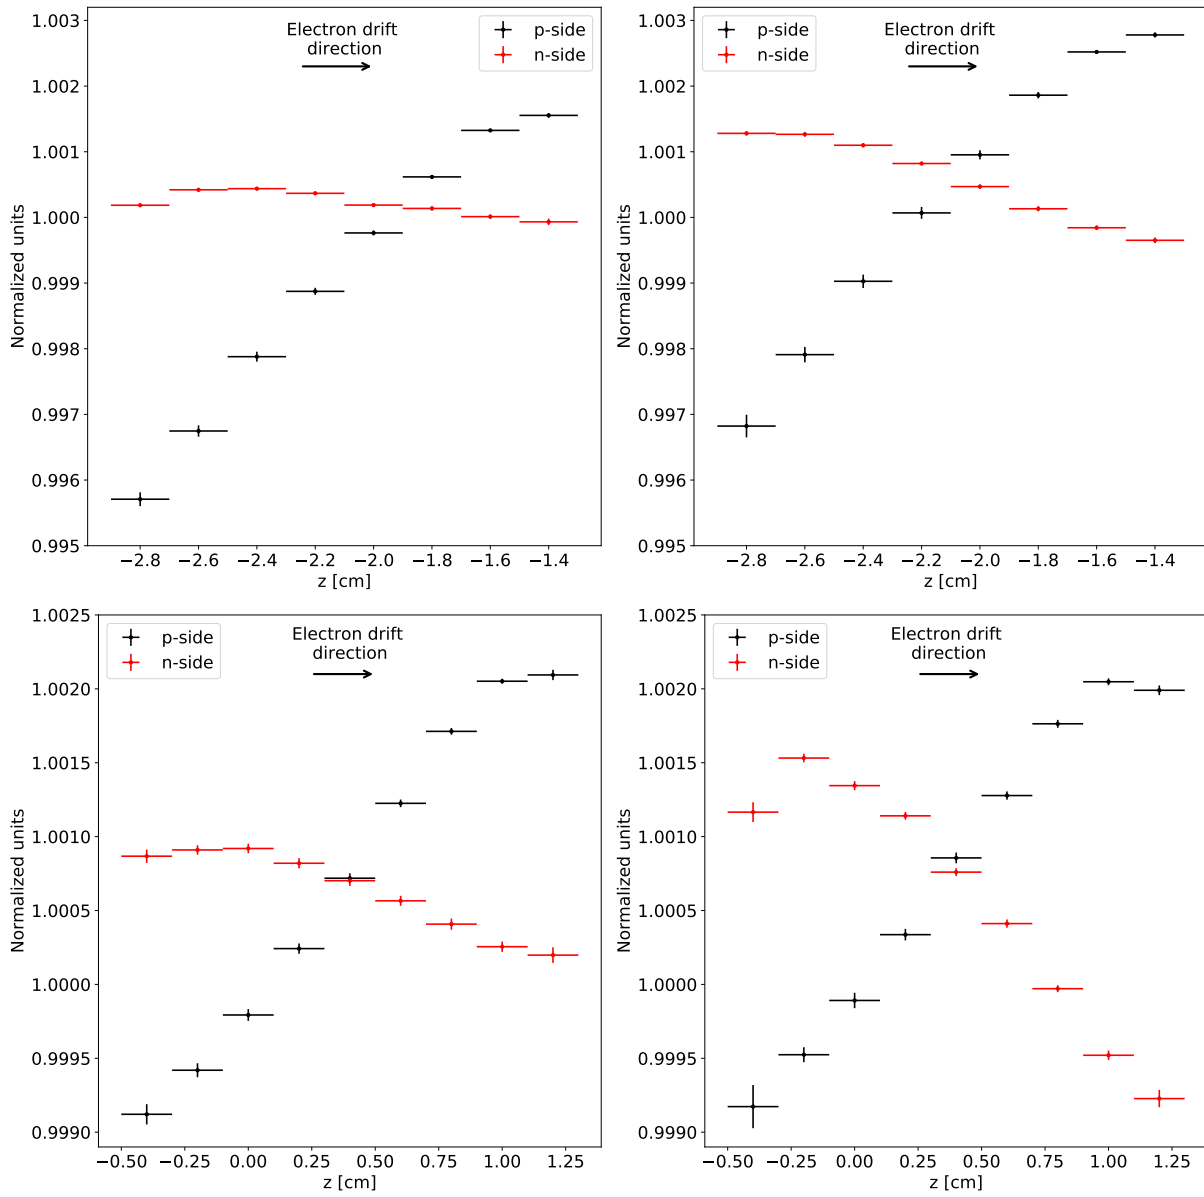 1.003
1.002
1.001
1.000
0.999
0.998
0.997
0.996
0.995
Normalized units
Electron drift
direction
p-side
n-side
−2.8 −2.6 −2.4 −2.2 −2.0 −1.8 −1.6 −1.4
z [cm]
1.003
1.002
1.001
1.000
0.999
0.998
0.997
0.996
0.995
Normalized units
p-side
n-side
Electron drift
direction
−2.8 −2.6 −2.4 −2.2 −2.0 −1.8 −1.6 −1.4
z [cm]
1.0025
1.0020
1.0015
1.0010
1.0005
1.0000
0.9995
0.9990
Normalized units
p-side
n-side
Electron drift
direction
−0.50 −0.25 0.00 0.25 0.50 0.75 1.00 1.25
z [cm]
1.0025
1.0020
1.0015
1.0010
1.0005
1.0000
0.9995
0.9990
Normalized units
p-side
n-side
Electron drift
direction
−0.50 −0.25 0.00 0.25 0.50 0.75 1.00 1.25
z [cm]